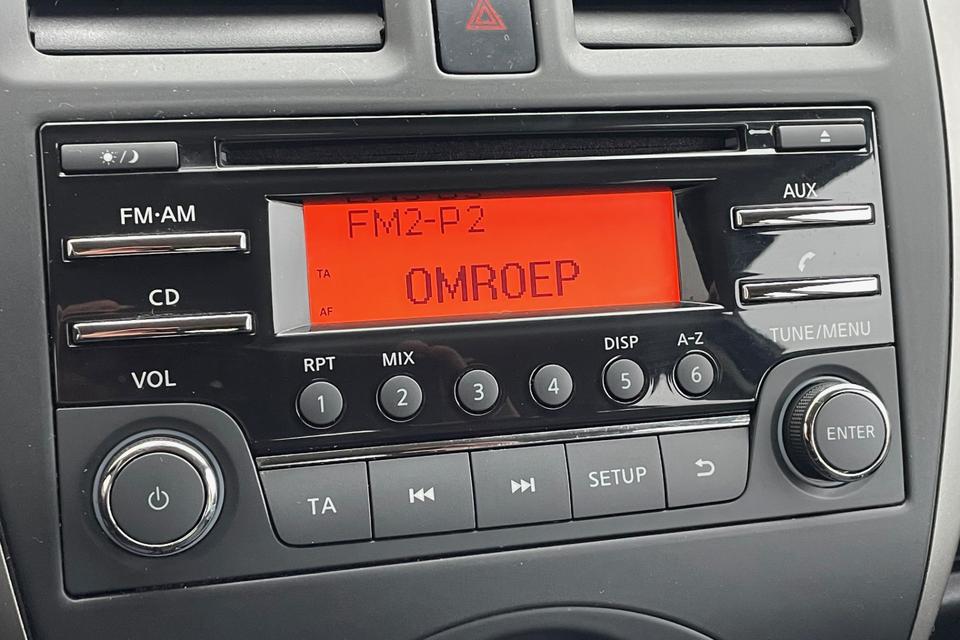 FM·AM
AUX
FM2-P2
TA
OMROEP
AF
CD
TUNE/MENU
VOL
RPT
MIX
DISP
A-Z
1
2
3
4
5
6
ENTER
TA
SETUP